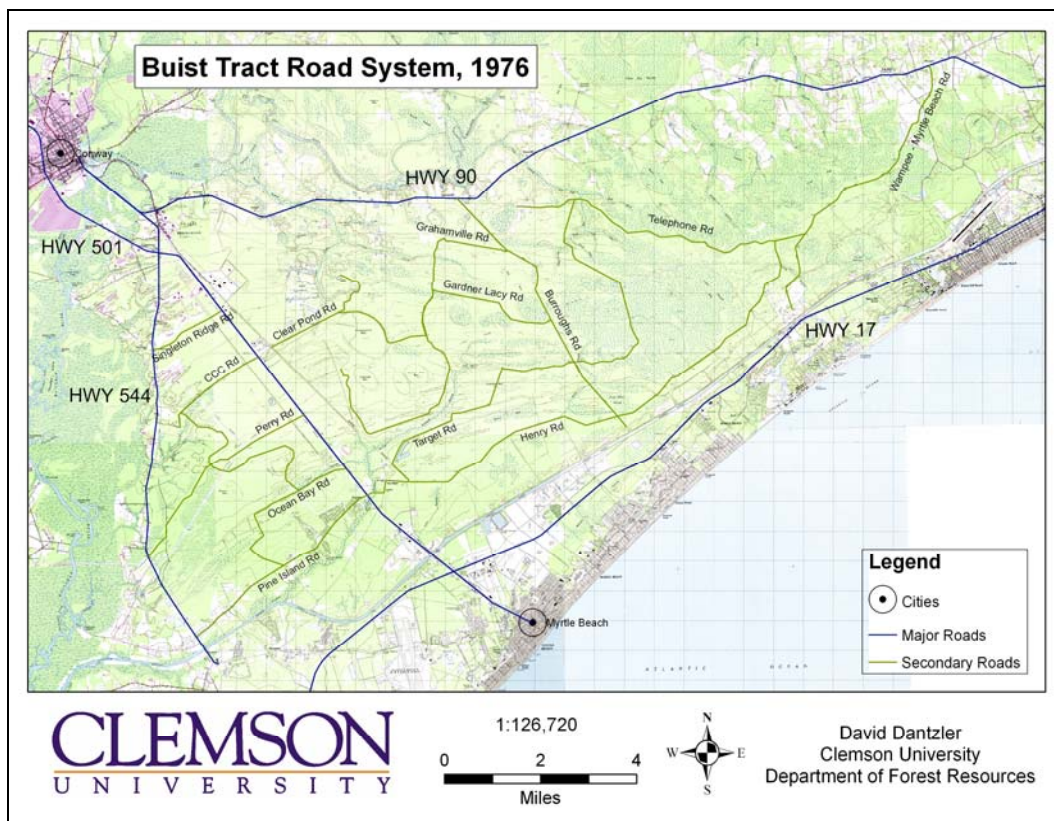 Buist Tract Road System, 1976
Conway
HWY 90
Wampee - Myrtle Beach Rd
HWY 501
Grahamville Rd
Telephone Rd
Gardner Lacy Rd
Burroughs Rd
Clear Pond Rd
Singleton Ridge Rd
HWY 17
CCC Rd
HWY 544
Perry Rd
Target Rd
Henry Rd
Ocean Bay Rd
Pine Island Rd
Myrtle Beach
ATLANTIC OCEAN
Legend
Cities
Major Roads
Secondary Roads
CLEMSON
UNIVERSITY
1:126,720
0 2 4
Miles
N
W E
S
David Dantzler
Clemson University
Department of Forest Resources